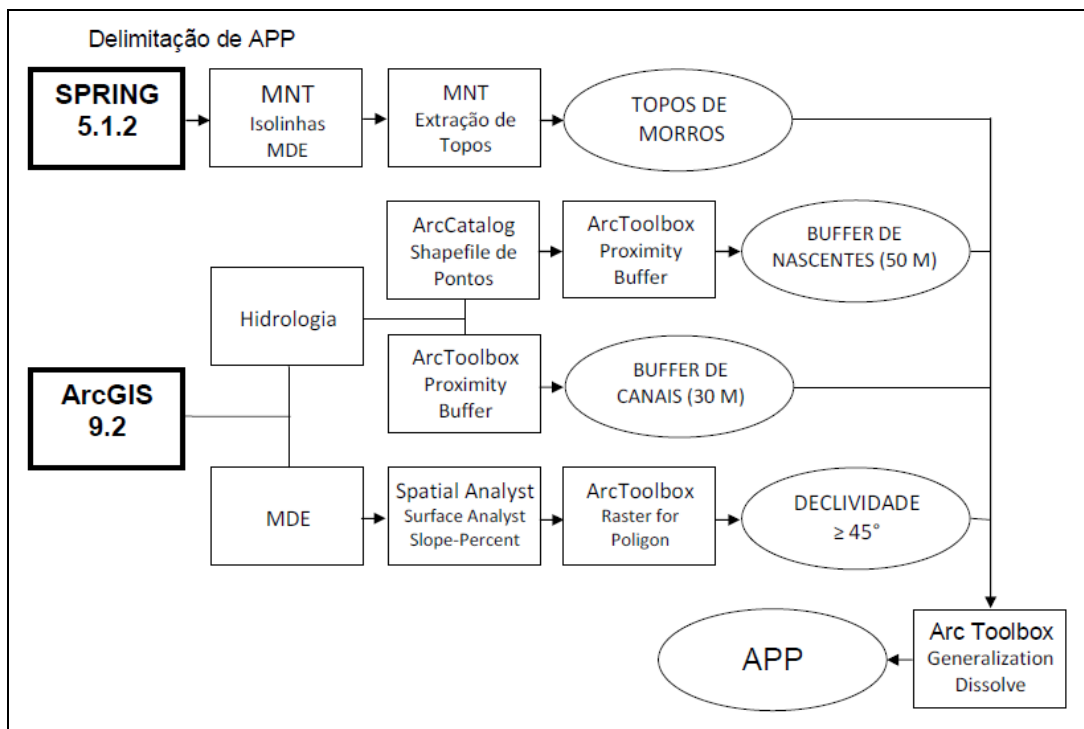 Delimitação de APP
SPRING
5.1.2
MNT
Isolinhas
MDE
MNT
Extração de
Topos
TOPOS DE
MORROS
ArcCatalog
Shapefile de
Pontos
ArcToolbox
Proximity
Buffer
BUFFER DE
NASCENTES (50 M)
Hidrologia
ArcToolbox
Proximity
Buffer
BUFFER DE
CANAIS (30 M)
ArcGIS
9.2
MDE
Spatial Analyst
Surface Analyst
Slope-Percent
ArcToolbox
Raster for
Poligon
DECLIVIDADE
≥ 45°
Arc Toolbox
Generalization
Dissolve
APP